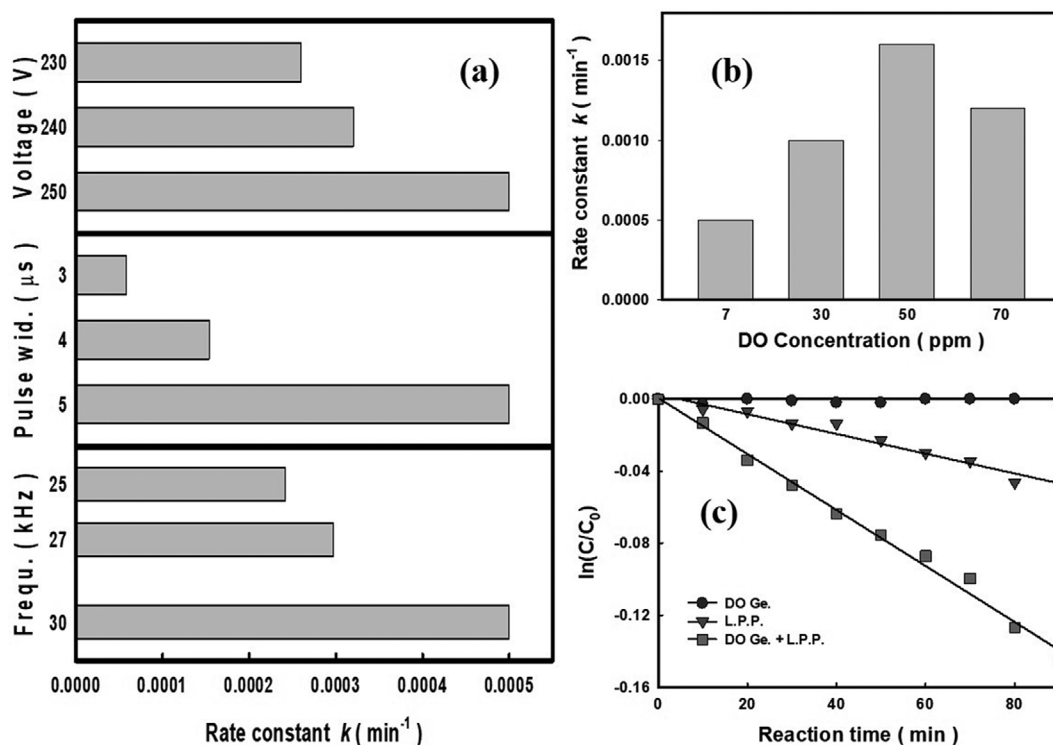 (a)
Voltage ( V )
230
240
250
Pulse wid. ( μs )
3
4
5
Frequ. ( kHz )
25
27
30
0.0000 0.0001 0.0002 0.0003 0.0004 0.0005
Rate constant k ( min⁻¹ )
(b)
Rate constant k ( min⁻¹ )
0.0015
0.0010
0.0005
0.0000
7 30 50 70
DO Concentration ( ppm )
(c)
ln(C/C₀)
0.00
-0.04
-0.08
-0.12
-0.16
DO Ge.
L.P.P.
DO Ge. + L.P.P.
0 20 40 60 80
Reaction time ( min )